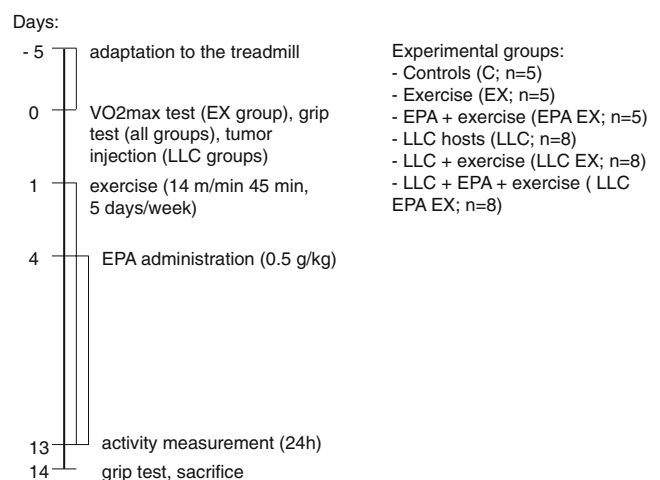 Days:
- 5 adaptation to the treadmill
0 VO2max test (EX group), grip
test (all groups), tumor
injection (LLC groups)
1 exercise (14 m/min 45 min,
5 days/week)
4 EPA administration (0.5 g/kg)
13 activity measurement (24h)
14 grip test, sacrifice
Experimental groups:
- Controls (C; n=5)
- Exercise (EX; n=5)
- EPA + exercise (EPA EX; n=5)
- LLC hosts (LLC; n=8)
- LLC + exercise (LLC EX; n=8)
- LLC + EPA + exercise ( LLC
EPA EX; n=8)